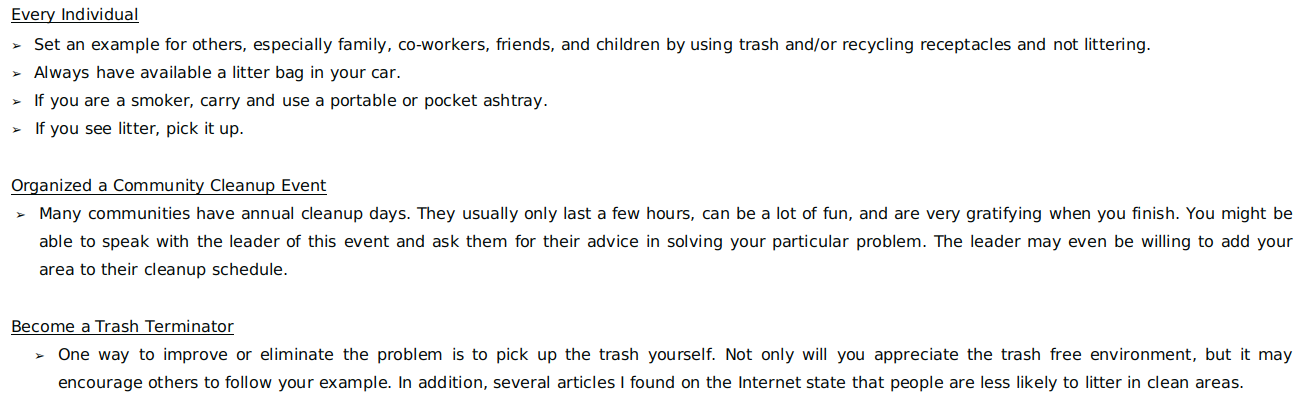 Every Individual
➢ Set an example for others, especially family, co-workers, friends, and children by using trash and/or recycling receptacles and not littering.
➢ Always have available a litter bag in your car.
➢ If you are a smoker, carry and use a portable or pocket ashtray.
➢ If you see litter, pick it up.
Organized a Community Cleanup Event
➢ Many communities have annual cleanup days. They usually only last a few hours, can be a lot of fun, and are very gratifying when you finish. You might be
able to speak with the leader of this event and ask them for their advice in solving your particular problem. The leader may even be willing to add your
area to their cleanup schedule.
Become a Trash Terminator
➢ One way to improve or eliminate the problem is to pick up the trash yourself. Not only will you appreciate the trash free environment, but it may
encourage others to follow your example. In addition, several articles I found on the Internet state that people are less likely to litter in clean areas.